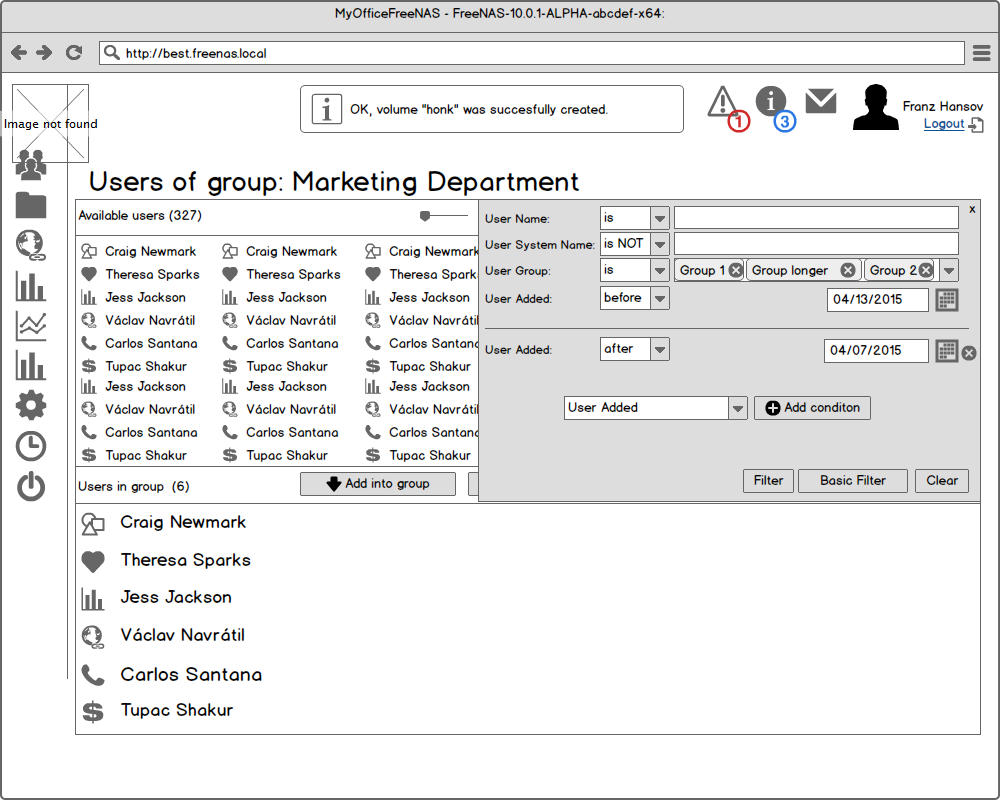 MyOfficeFreeNAS - FreeNAS-10.0.1-ALPHA-abcdef-x64:
http://best.freenas.local
Image not found
OK, volume "honk" was succesfully created.
1
3
Franz Hansov
Logout
Users of group: Marketing Department
Available users (327)
Craig Newmark Craig Newmark Craig Newmark
Theresa Sparks Theresa Sparks Theresa Spark
Jess Jackson Jess Jackson Jess Jackson
Václav Navrátil Václav Navrátil Václav Navrátil
Carlos Santana Carlos Santana Carlos Santan
Tupac Shakur Tupac Shakur Tupac Shakur
Jess Jackson Jess Jackson Jess Jackson
Václav Navrátil Václav Navrátil Václav Navrátil
Carlos Santana Carlos Santana Carlos Santan
Tupac Shakur Tupac Shakur Tupac Shakur
x
User Name: is
User System Name: is NOT
User Group: is Group 1 Group longer Group 2
User Added: before 04/13/2015
User Added: after 04/07/2015
User Added Add conditon
Filter Basic Filter Clear
Users in group (6) Add into group
Craig Newmark
Theresa Sparks
Jess Jackson
Václav Navrátil
Carlos Santana
Tupac Shakur